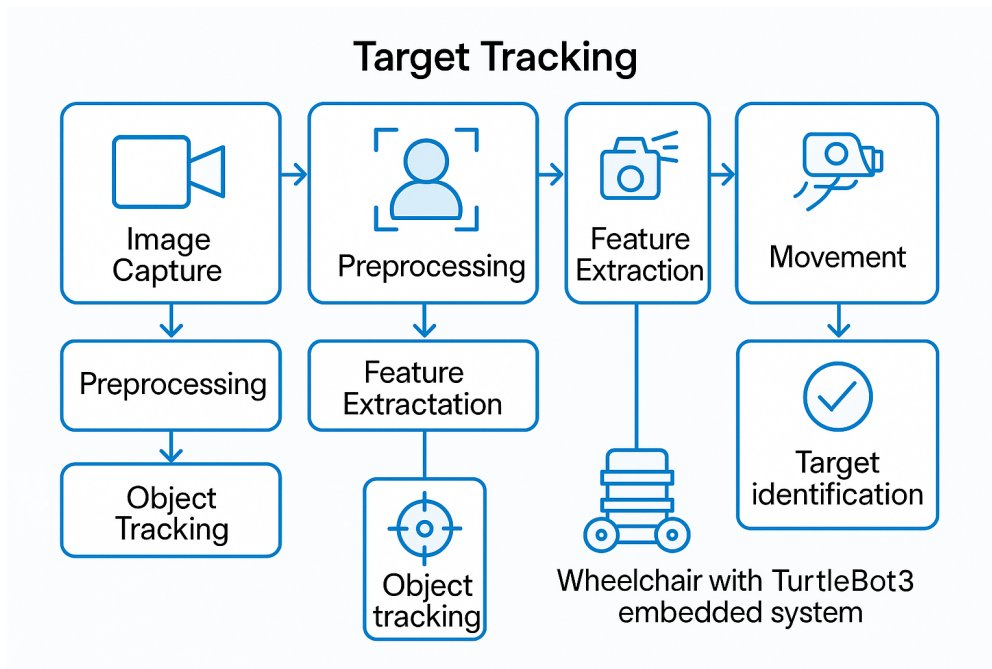 Target Tracking
Image
Capture
Preprocessing
Feature
Extraction
Movement
Preprocessing
Feature
Extractation
Object
Tracking
Object
tracking
Target
identification
Wheelchair with TurtleBot3
embedded system